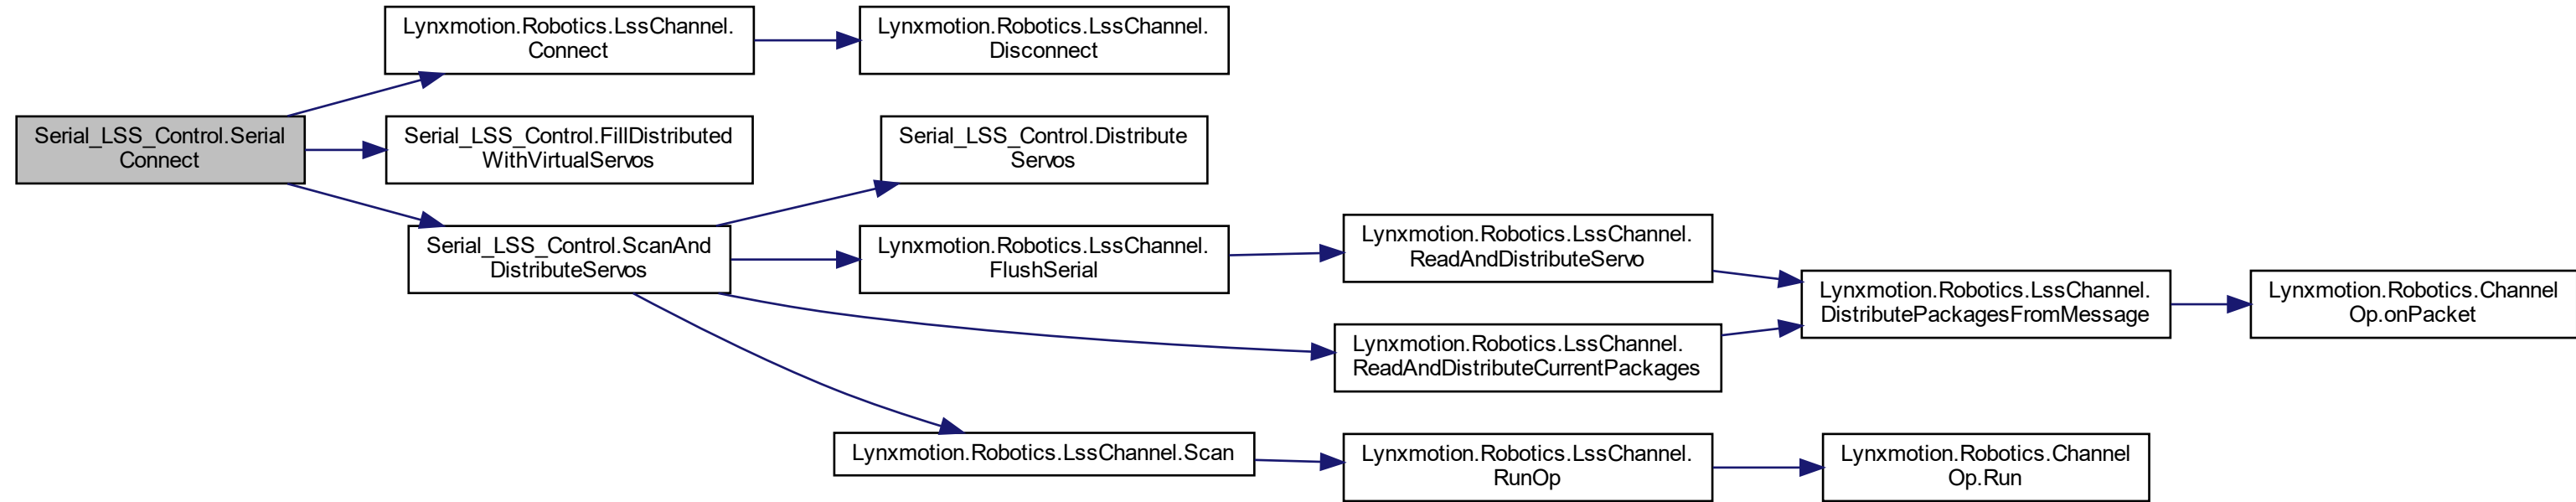 Lynxmotion.Robotics.LssChannel.
Connect
Lynxmotion.Robotics.LssChannel.
Disconnect
Serial_LSS_Control.Serial
Connect
Serial_LSS_Control.FillDistributed
WithVirtualServos
Serial_LSS_Control.Distribute
Servos
Serial_LSS_Control.ScanAnd
DistributeServos
Lynxmotion.Robotics.LssChannel.
FlushSerial
Lynxmotion.Robotics.LssChannel.
ReadAndDistributeServo
Lynxmotion.Robotics.LssChannel.
DistributePackagesFromMessage
Lynxmotion.Robotics.Channel
Op.onPacket
Lynxmotion.Robotics.LssChannel.
ReadAndDistributeCurrentPackages
Lynxmotion.Robotics.LssChannel.Scan
Lynxmotion.Robotics.LssChannel.
RunOp
Lynxmotion.Robotics.Channel
Op.Run